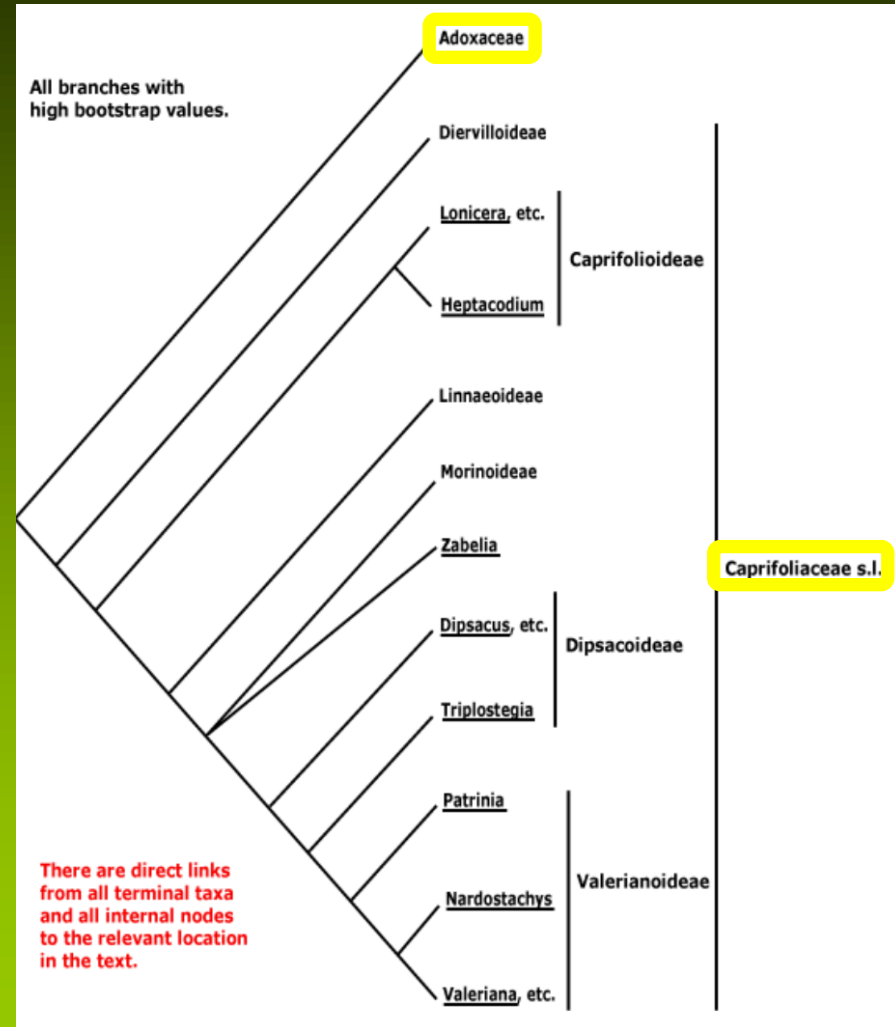 Adoxaceae
All branches with
high bootstrap values.
Diervilloideae
Lonicera, etc.
Caprifolioideae
Heptacodium
Linnaeoideae
Morinoideae
Zabelia
Caprifoliaceae s.l.
Dipsacus, etc.
Dipsacoideae
Triplostegia
Patrinia
There are direct links
from all terminal taxa
and all internal nodes
to the relevant location
in the text.
Valerianoideae
Nardostachys
Valeriana, etc.